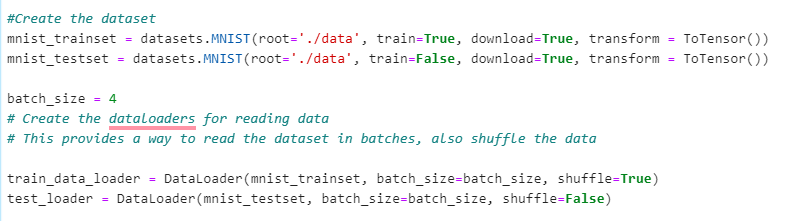 #Create the dataset
mnist_trainset = datasets.MNIST(root='./data', train=True, download=True, transform = ToTensor())
mnist_testset = datasets.MNIST(root='./data', train=False, download=True, transform = ToTensor())
batch_size = 4
# Create the dataloaders for reading data
# This provides a way to read the dataset in batches, also shuffle the data
train_data_loader = DataLoader(mnist_trainset, batch_size=batch_size, shuffle=True)
test_loader = DataLoader(mnist_testset, batch_size=batch_size, shuffle=False)